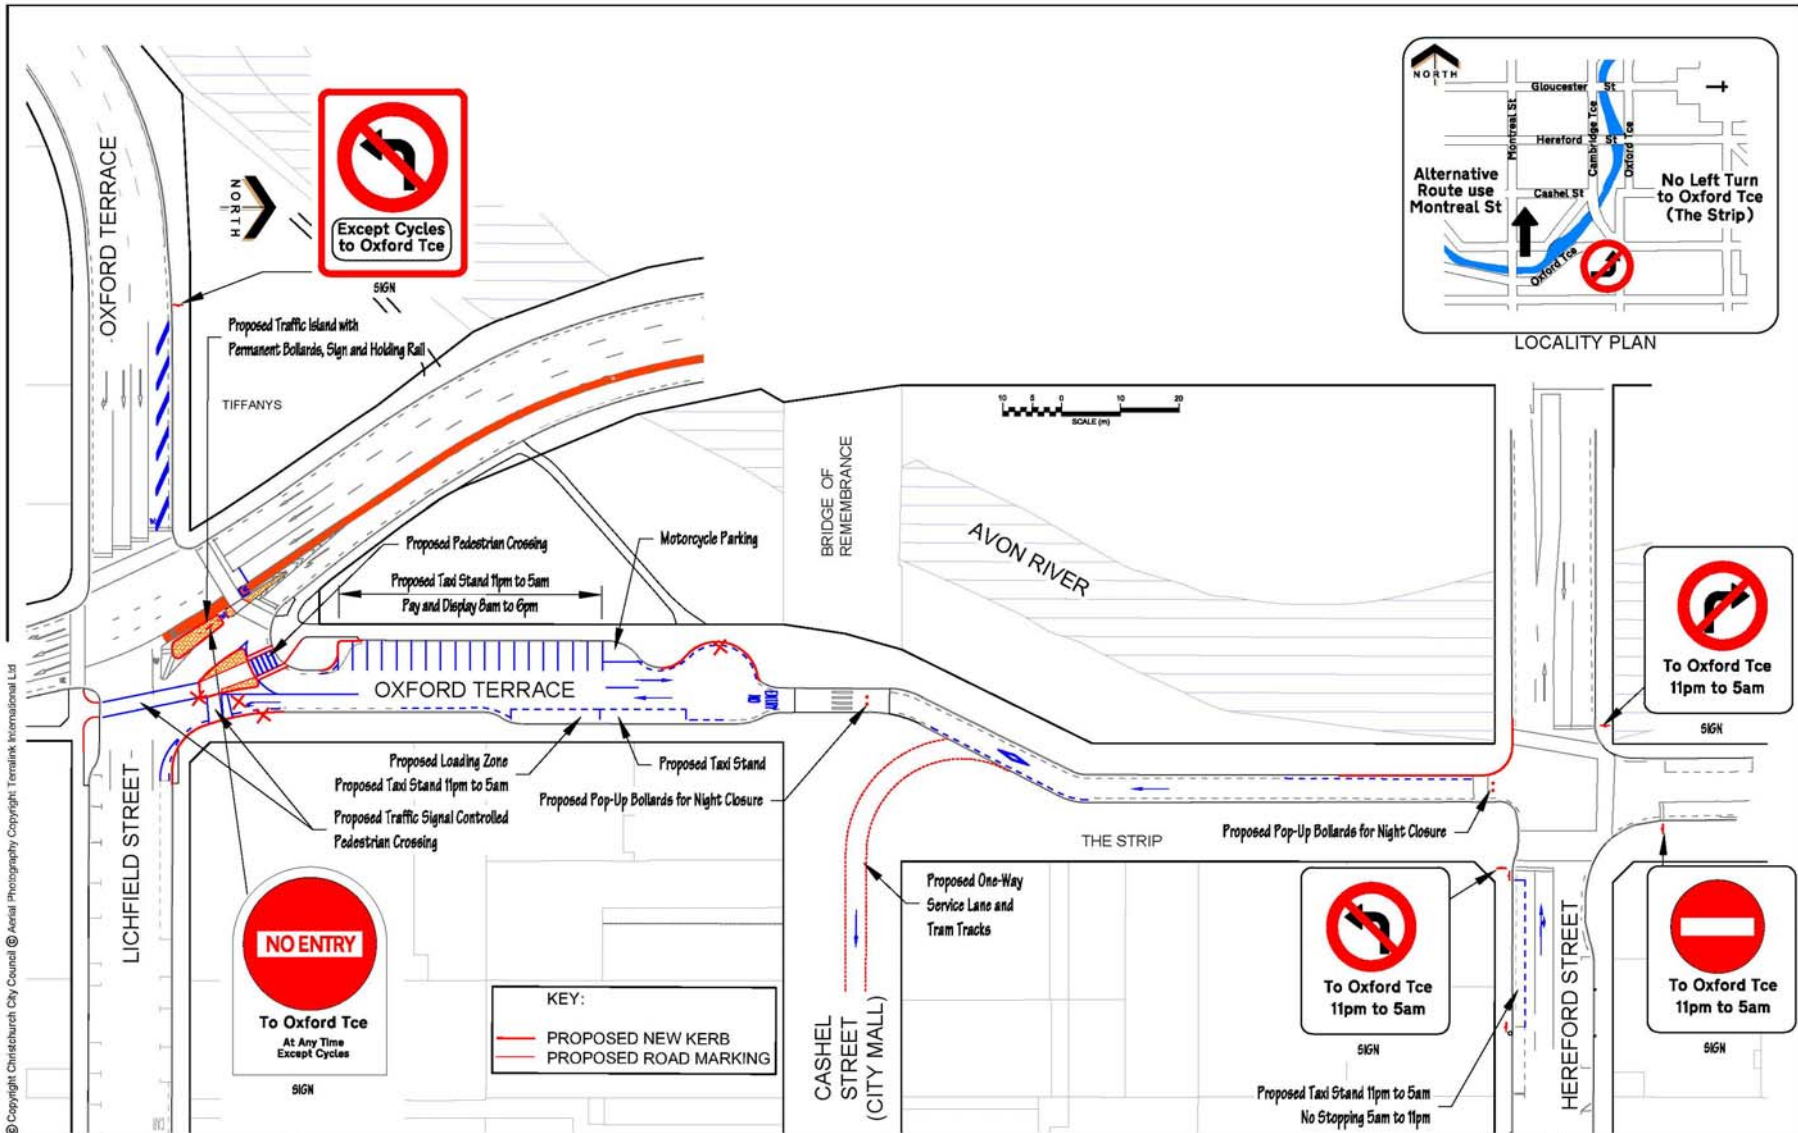 OXFORD TERRACE
NORTH
Except Cycles
to Oxford Tce
SIGN
Proposed Traffic Island with
Permanent Bollards, Sign and Holding Rail
TIFFANYS
NORTH
Gloucester St
Hereford St
Cashel St
Montreal St
Cambridge Tce
Oxford Tce
Oxford Tce
Alternative
Route use
Montreal St
No Left Turn
to Oxford Tce
(The Strip)
LOCALITY PLAN
10 5 0 10 20
SCALE (m)
BRIDGE OF
REMEMBRANCE
AVON RIVER
Proposed Pedestrian Crossing
Motorcycle Parking
Proposed Taxi Stand 11pm to 5am
Pay and Display 8am to 6pm
OXFORD TERRACE
NO ENTRY
Proposed Loading Zone
Proposed Taxi Stand 11pm to 5am
Proposed Taxi Stand
Proposed Traffic Signal Controlled
Pedestrian Crossing
Proposed Pop-Up Bollards for Night Closure
To Oxford Tce
11pm to 5am
SIGN
Proposed Pop-Up Bollards for Night Closure
THE STRIP
LICHFIELD STREET
NO ENTRY
To Oxford Tce
At Any Time
Except Cycles
SIGN
Proposed One-Way
Service Lane and
Tram Tracks
CASHEL
STREET
(CITY MALL)
KEY:
PROPOSED NEW KERB
PROPOSED ROAD MARKING
To Oxford Tce
11pm to 5am
SIGN
HEREFORD STREET
To Oxford Tce
11pm to 5am
SIGN
Proposed Taxi Stand 11pm to 5am
No Stopping 5am to 11pm
© Copyright Christchurch City Council © Aerial Photography Copyright Terralink International Ltd